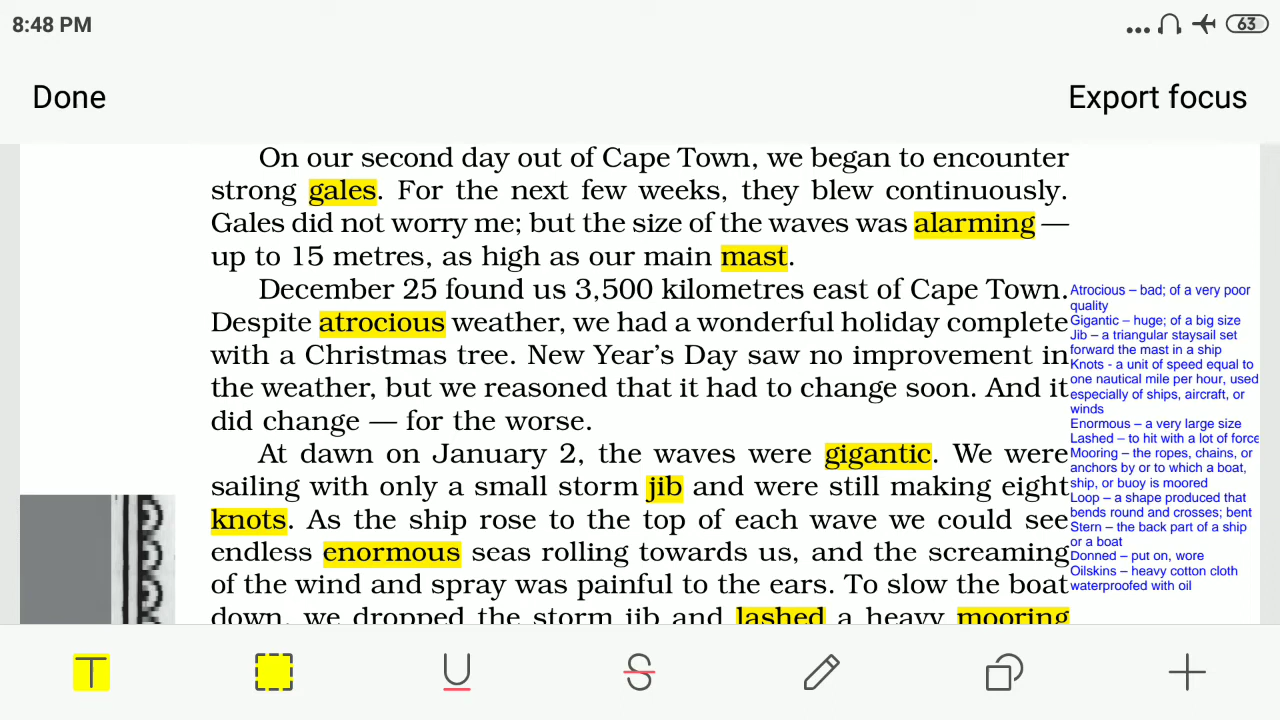 8:48 PM
63
Done
Export focus
On our second day out of Cape Town, we began to encounter
strong gales. For the next few weeks, they blew continuously.
Gales did not worry me; but the size of the waves was alarming —
up to 15 metres, as high as our main mast.
December 25 found us 3,500 kilometres east of Cape Town.
Despite atrocious weather, we had a wonderful holiday complete
with a Christmas tree. New Year's Day saw no improvement in
the weather, but we reasoned that it had to change soon. And it
did change — for the worse.
At dawn on January 2, the waves were gigantic. We were
sailing with only a small storm jib and were still making eight
knots. As the ship rose to the top of each wave we could see
endless enormous seas rolling towards us, and the screaming
of the wind and spray was painful to the ears. To slow the boat
down, we dropped the storm jib and lashed a heavy mooring
Atrocious – bad; of a very poor
quality
Gigantic – huge; of a big size
Jib – a triangular staysail set
forward the mast in a ship
Knots - a unit of speed equal to
one nautical mile per hour, used
especially of ships, aircraft, or
winds
Enormous – a very large size
Lashed – to hit with a lot of force
Mooring – the ropes, chains, or
anchors by or to which a boat,
ship, or buoy is moored
Loop – a shape produced that
bends round and crosses; bent
Stern – the back part of a ship
or a boat
Donned – put on, wore
Oilskins – heavy cotton cloth
waterproofed with oil
T
U
S